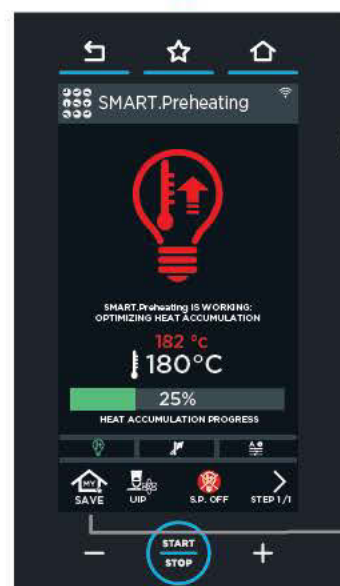 SMART.Preheating
SMART.Preheating IS WORKING:
OPTIMIZING HEAT ACCUMULATION
182 °c
180°C
25%
HEAT ACCUMULATION PROGRESS
MY
SAVE
UIP
S.P. OFF
STEP 1/1
START
STOP